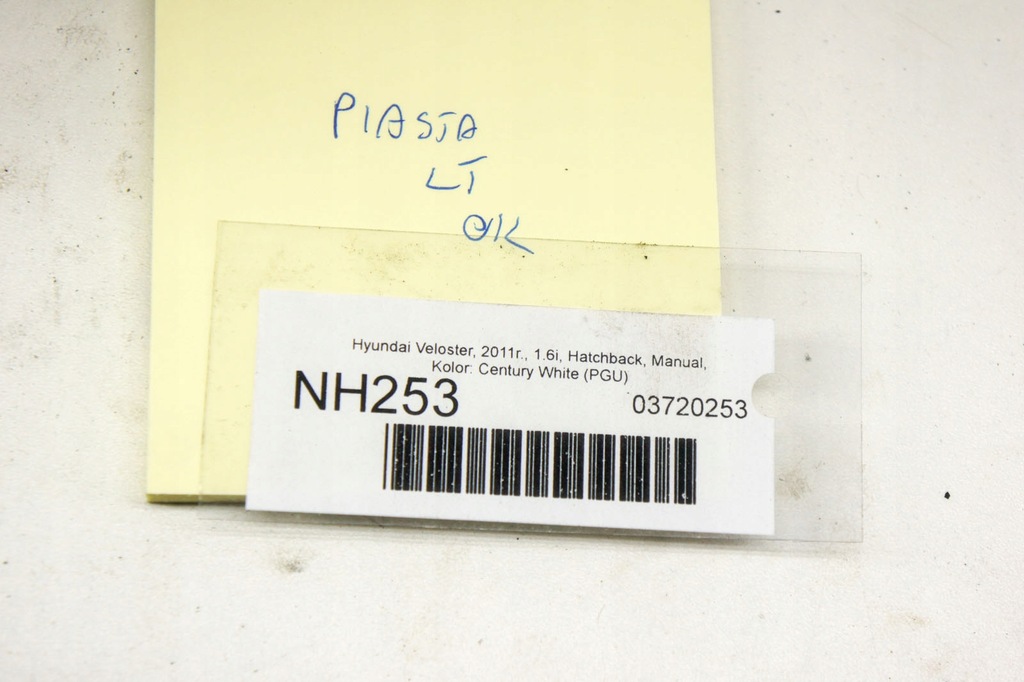 PIASTA
LT
OK
Hyundai Veloster, 2011r., 1.6i, Hatchback, Manual,
Kolor: Century White (PGU)
NH253
03720253